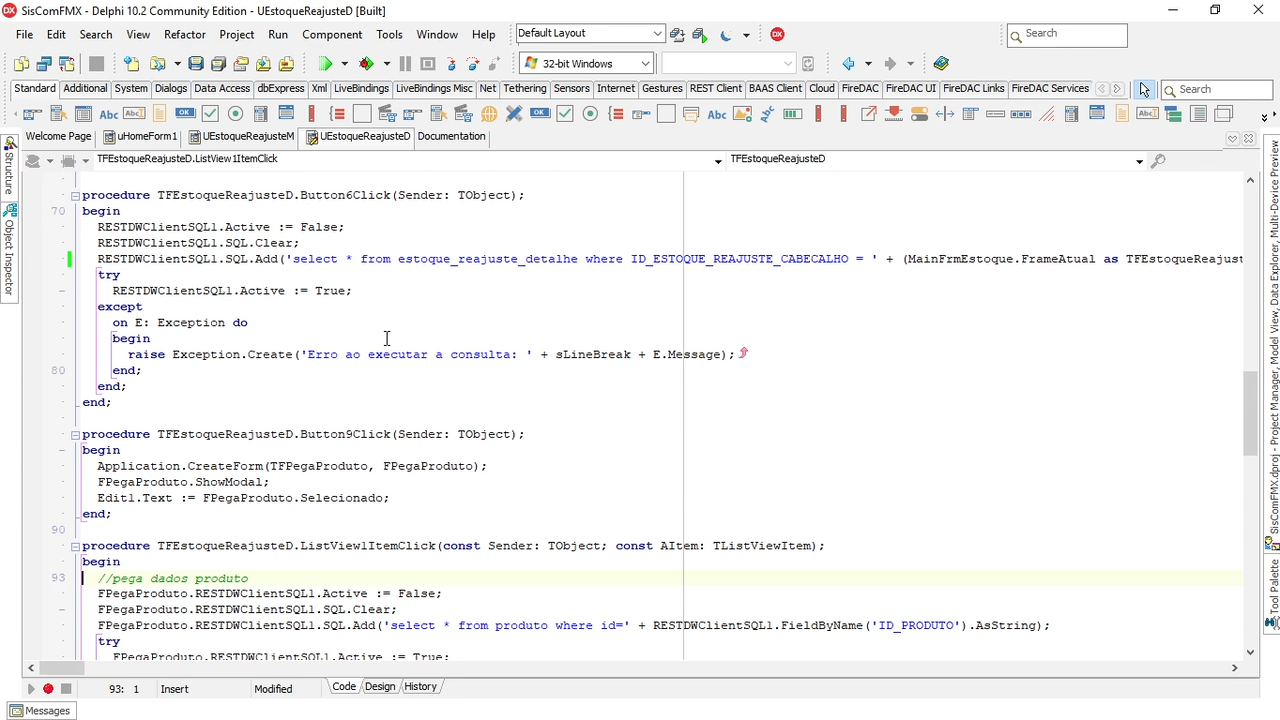 SisComFMX - Delphi 10.2 Community Edition - UEstoqueReajusteD [Built]
File Edit Search View Refactor Project Run Component Tools Window Help Default Layout Search
32-bit Windows
Standard Additional System Dialogs Data Access dbExpress Xml LiveBindings LiveBindings Misc Net Tethering Sensors Internet Gestures REST Client BAAS Client Cloud FireDAC FireDAC UI FireDAC Links FireDAC Services Search
Welcome Page uHomeForm1 UEstoqueReajusteM UEstoqueReajusteD Documentation
TFEstoqueReajusteD.ListView1ItemClick TFEstoqueReajusteD
procedure TFEstoqueReajusteD.Button6Click(Sender: TObject);
70 begin
RESTDWClientSQL1.Active := False;
RESTDWClientSQL1.SQL.Clear;
RESTDWClientSQL1.SQL.Add('select * from estoque_reajuste_detalhe where ID_ESTOQUE_REAJUSTE_CABECALHO = ' + (MainFrmEstoque.FrameAtual as TFEstoqueReajust
try
RESTDWClientSQL1.Active := True;
except
on E: Exception do
begin
raise Exception.Create('Erro ao executar a consulta: ' + sLineBreak + E.Message);
80 end;
end;
end;
procedure TFEstoqueReajusteD.Button9Click(Sender: TObject);
begin
Application.CreateForm(TFPegaProduto, FPegaProduto);
FPegaProduto.ShowModal;
Edit1.Text := FPegaProduto.Selecionado;
end;
90
procedure TFEstoqueReajusteD.ListView1ItemClick(const Sender: TObject; const AItem: TListViewItem);
begin
93 //pega dados produto
FPegaProduto.RESTDWClientSQL1.Active := False;
FPegaProduto.RESTDWClientSQL1.SQL.Clear;
FPegaProduto.RESTDWClientSQL1.SQL.Add('select * from produto where id=' + RESTDWClientSQL1.FieldByName('ID_PRODUTO').AsString);
try
FPegaProduto.RESTDWClientSQL1.Active := True;
93: 1 Insert Modified Code Design History
Messages
Structure
Object Inspector
SisComFMX.dproj - Project Manager, Model View, Data Explorer, Multi-Device Preview
Tool Palette